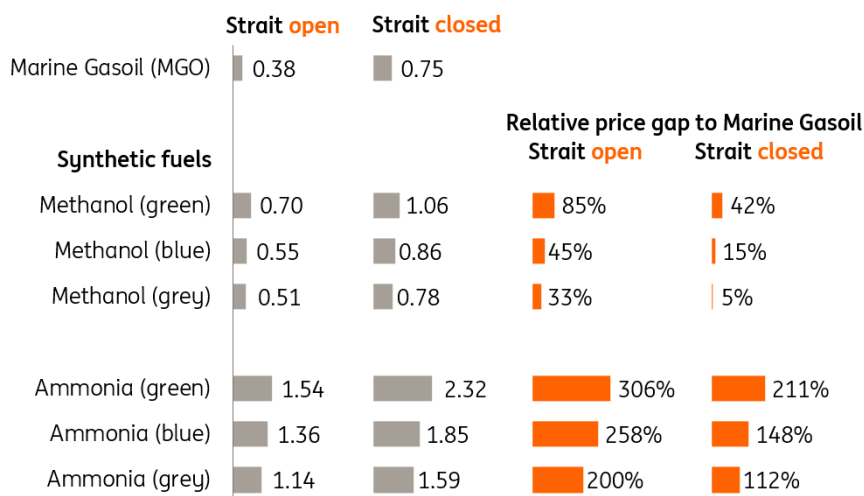 Strait open Strait closed
Marine Gasoil (MGO) 0.38 0.75
Relative price gap to Marine Gasoil
Synthetic fuels Strait open Strait closed
Methanol (green) 0.70 1.06 85% 42%
Methanol (blue) 0.55 0.86 45% 15%
Methanol (grey) 0.51 0.78 33% 5%
Ammonia (green) 1.54 2.32 306% 211%
Ammonia (blue) 1.36 1.85 258% 148%
Ammonia (grey) 1.14 1.59 200% 112%